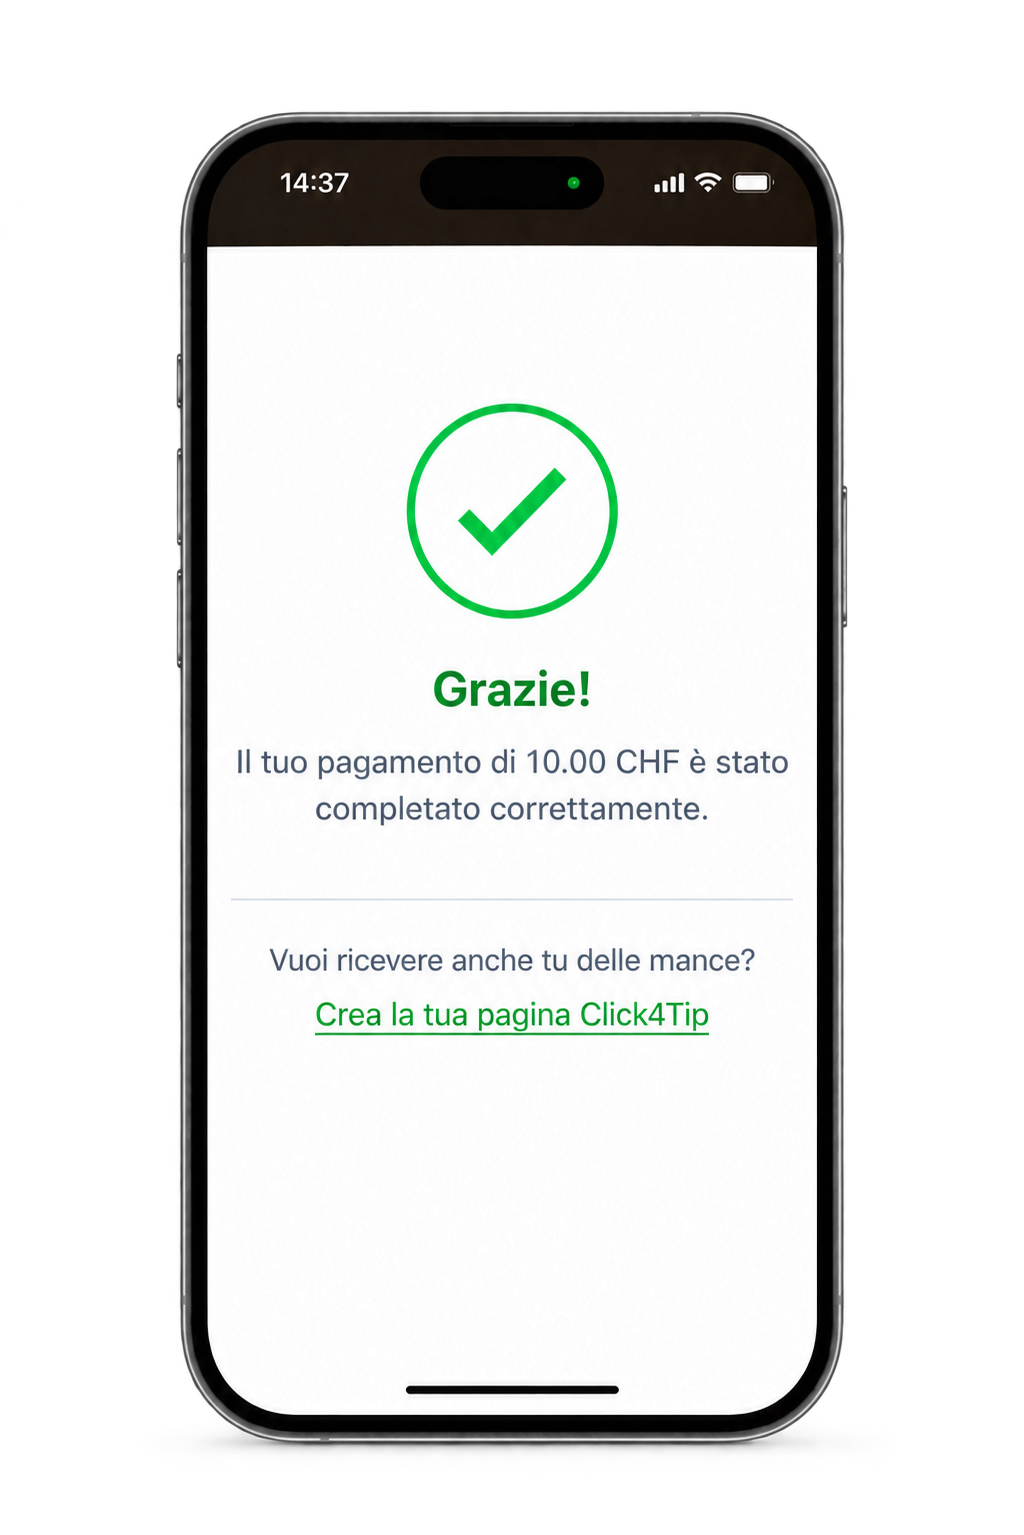 14:37
Grazie!
Il tuo pagamento di 10.00 CHF è stato
completato correttamente.
Vuoi ricevere anche tu delle mance?
Crea la tua pagina Click4Tip